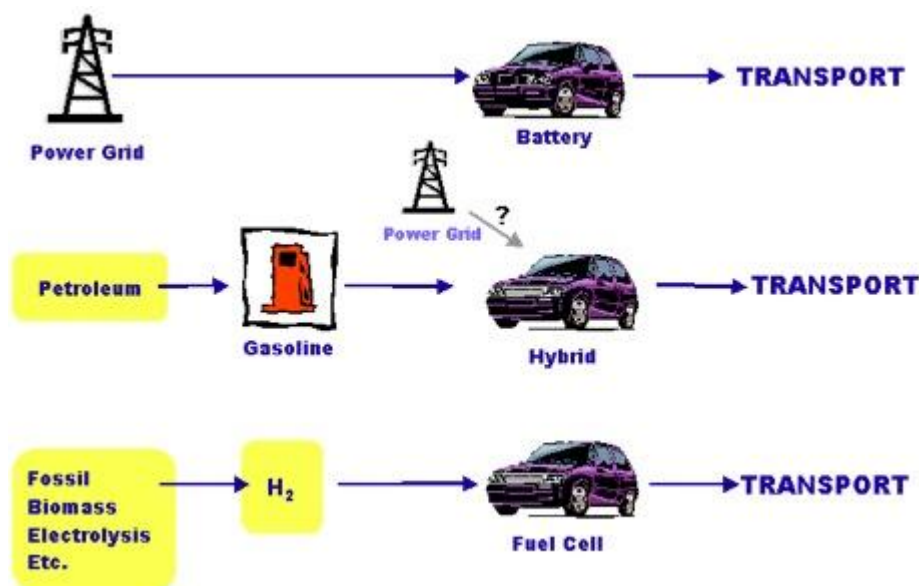 TRANSPORT
Power Grid
Battery
Power Grid
?
Petroleum
Gasoline
Hybrid
TRANSPORT
Fossil
Biomass
Electrolysis
Etc.
H₂
Fuel Cell
TRANSPORT